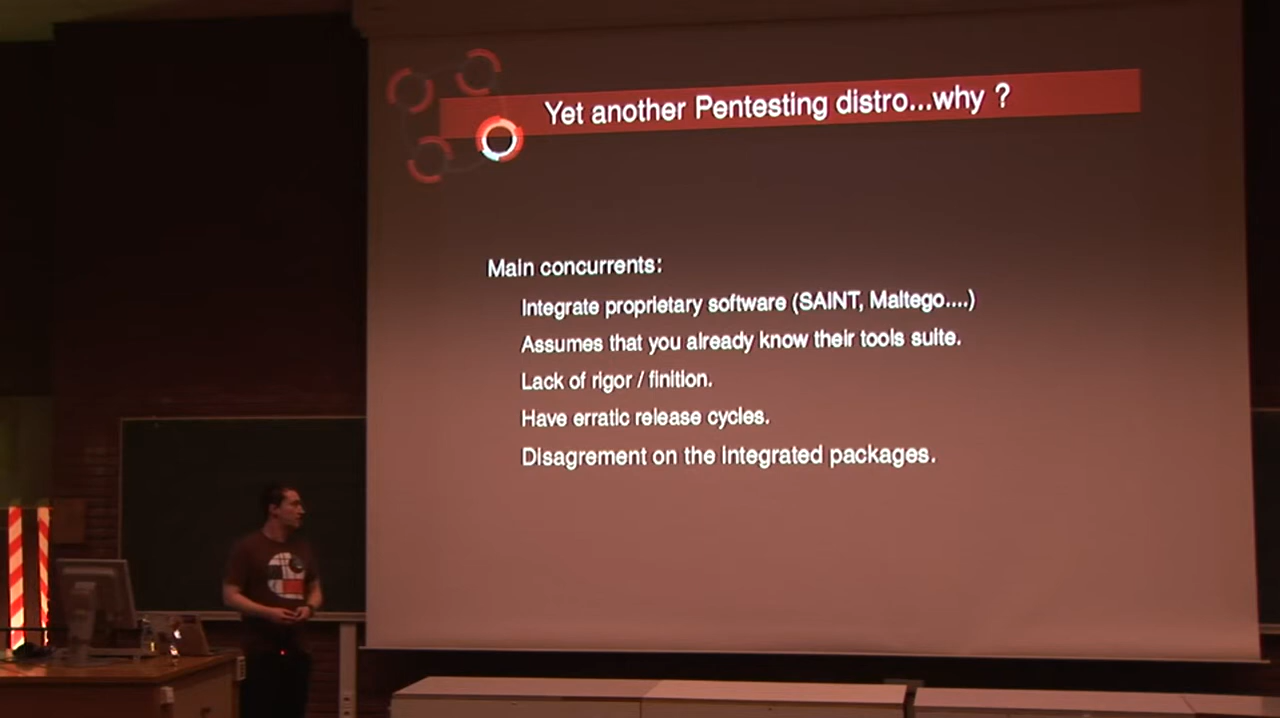 Yet another Pentesting distro...why ?
Main concurrents:
Integrate proprietary software (SAINT, Maltego....)
Assumes that you already know their tools suite.
Lack of rigor / finition.
Have erratic release cycles.
Disagrement on the integrated packages.